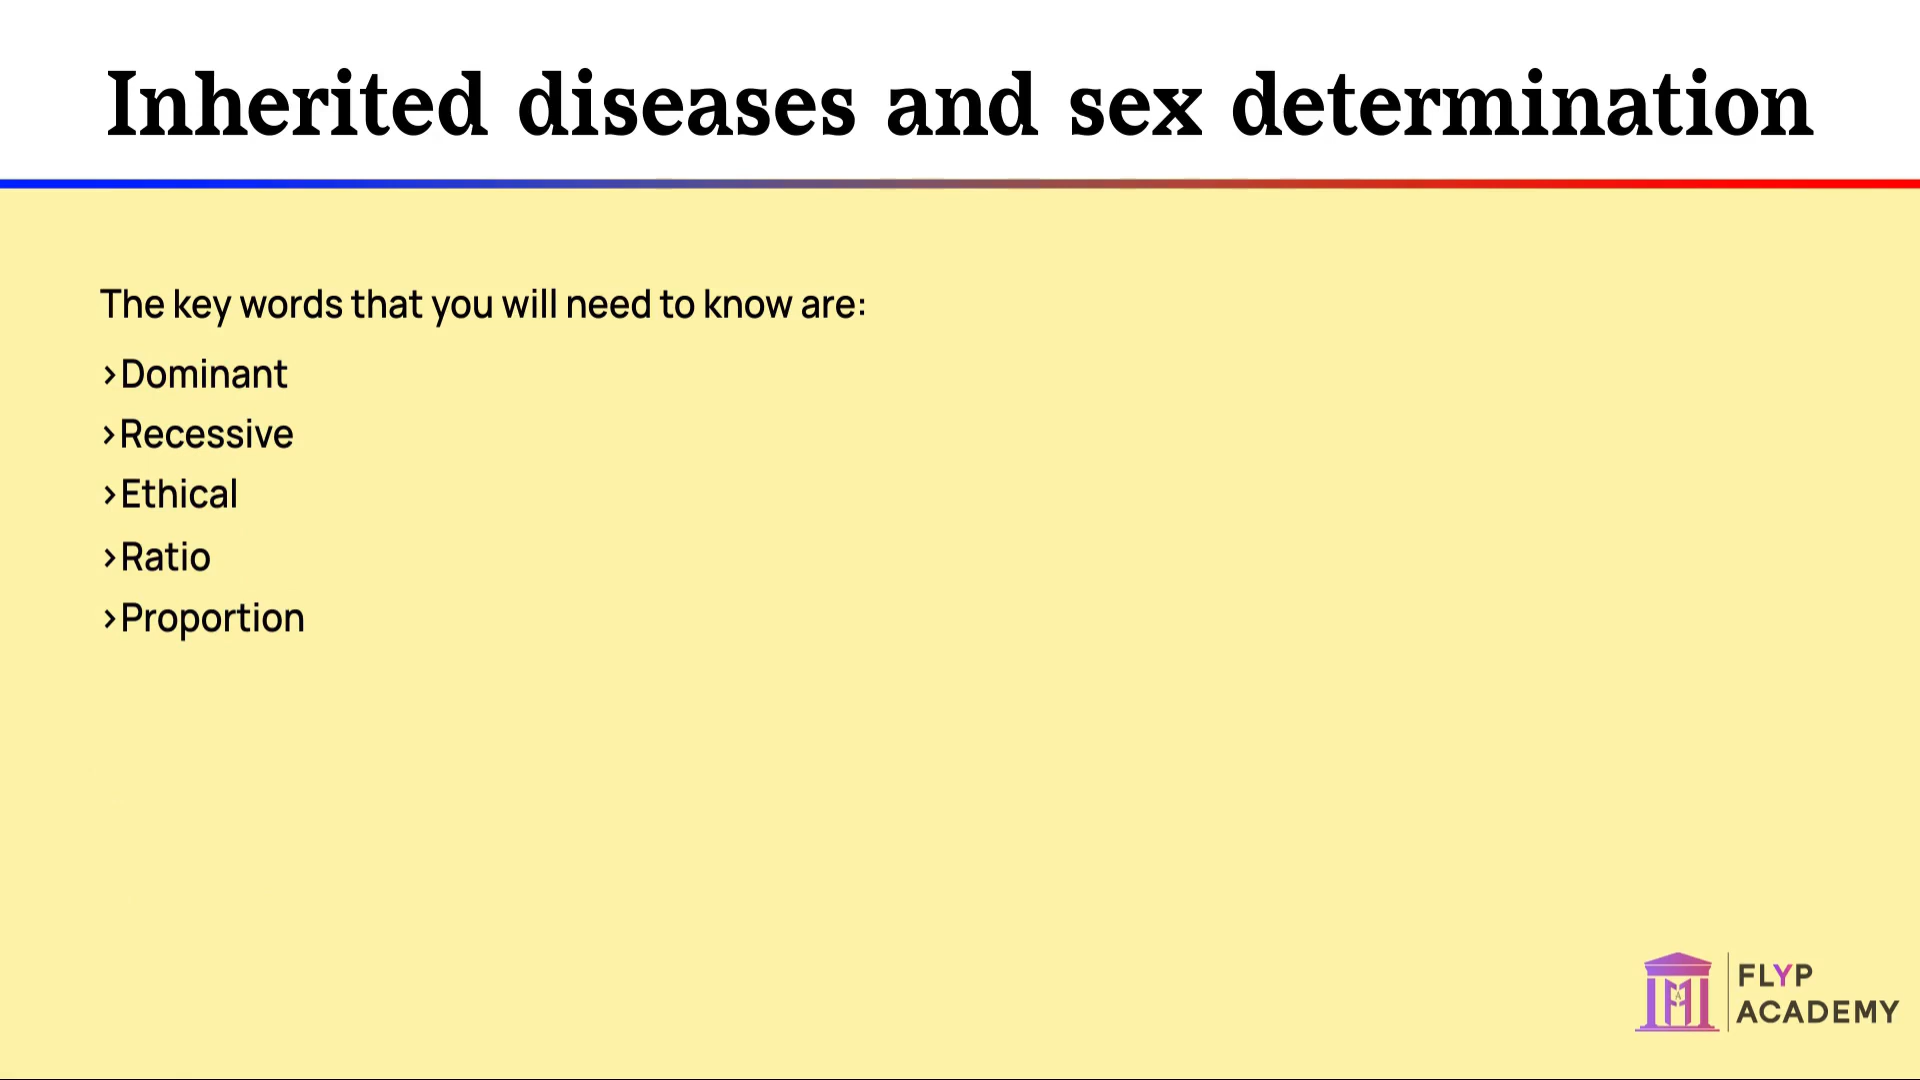 Inherited diseases and sex determination
The key words that you will need to know are:
>Dominant
>Recessive
>Ethical
>Ratio
>Proportion
FLYP
ACADEMY